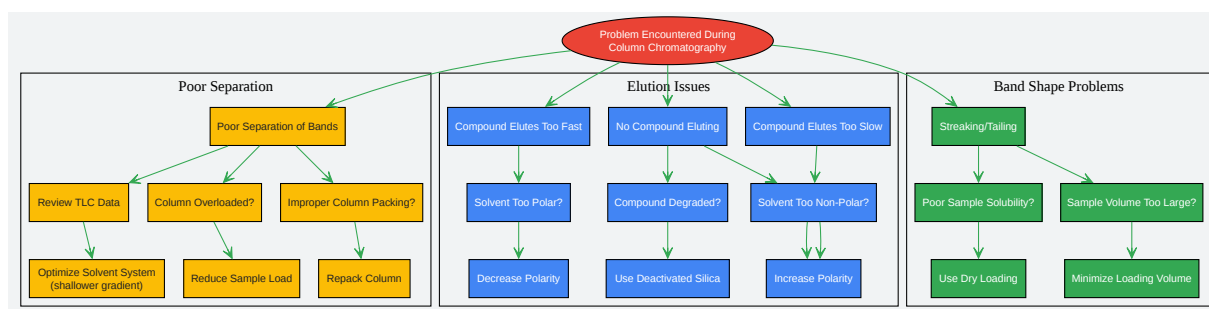 Problem Encountered During
Column Chromatography
Poor Separation
Elution Issues
Band Shape Problems
Poor Separation of Bands
Compound Elutes Too Fast
No Compound Eluting
Compound Elutes Too Slow
Streaking/Tailing
Review TLC Data
Column Overloaded?
Improper Column Packing?
Solvent Too Polar?
Compound Degraded?
Solvent Too Non-Polar?
Poor Sample Solubility?
Sample Volume Too Large?
Optimize Solvent System
(shallower gradient)
Reduce Sample Load
Repack Column
Decrease Polarity
Use Deactivated Silica
Increase Polarity
Use Dry Loading
Minimize Loading Volume